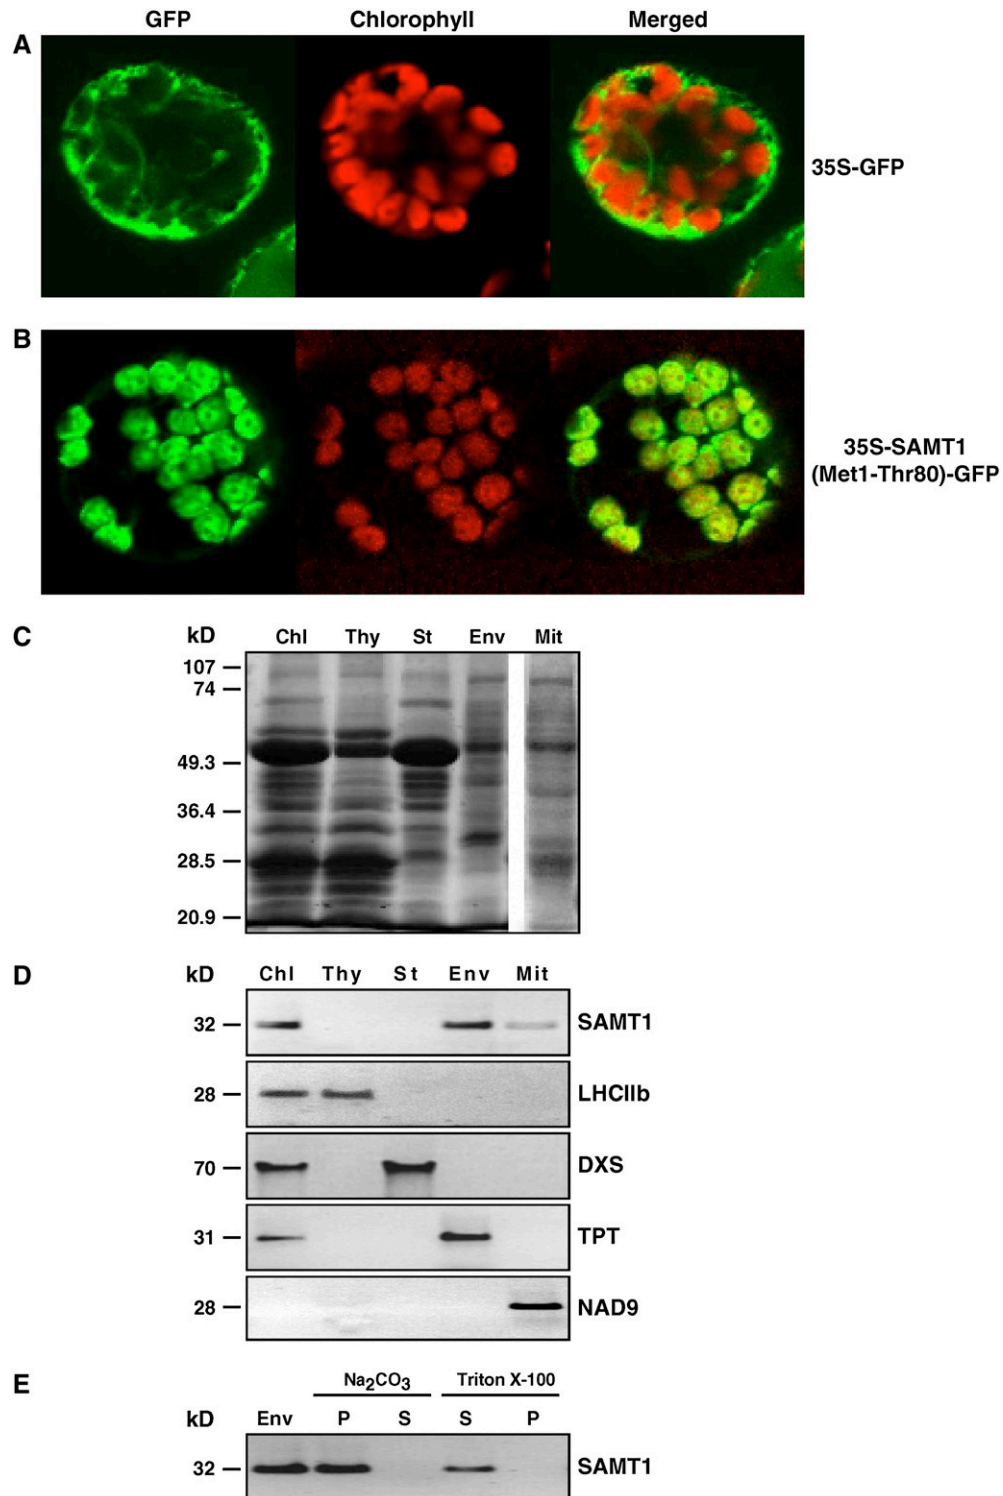 GFP Chlorophyll Merged
A
35S-GFP
B
35S-SAMT1
(Met1-Thr80)-GFP
C kD Chl Thy St Env Mit
107
74
49.3
36.4
28.5
20.9
D kD Chl Thy St Env Mit
32 SAMT1
28 LHCIIb
70 DXS
31 TPT
28 NAD9
E Na2CO3 Triton X-100
kD Env P S S P
32 SAMT1